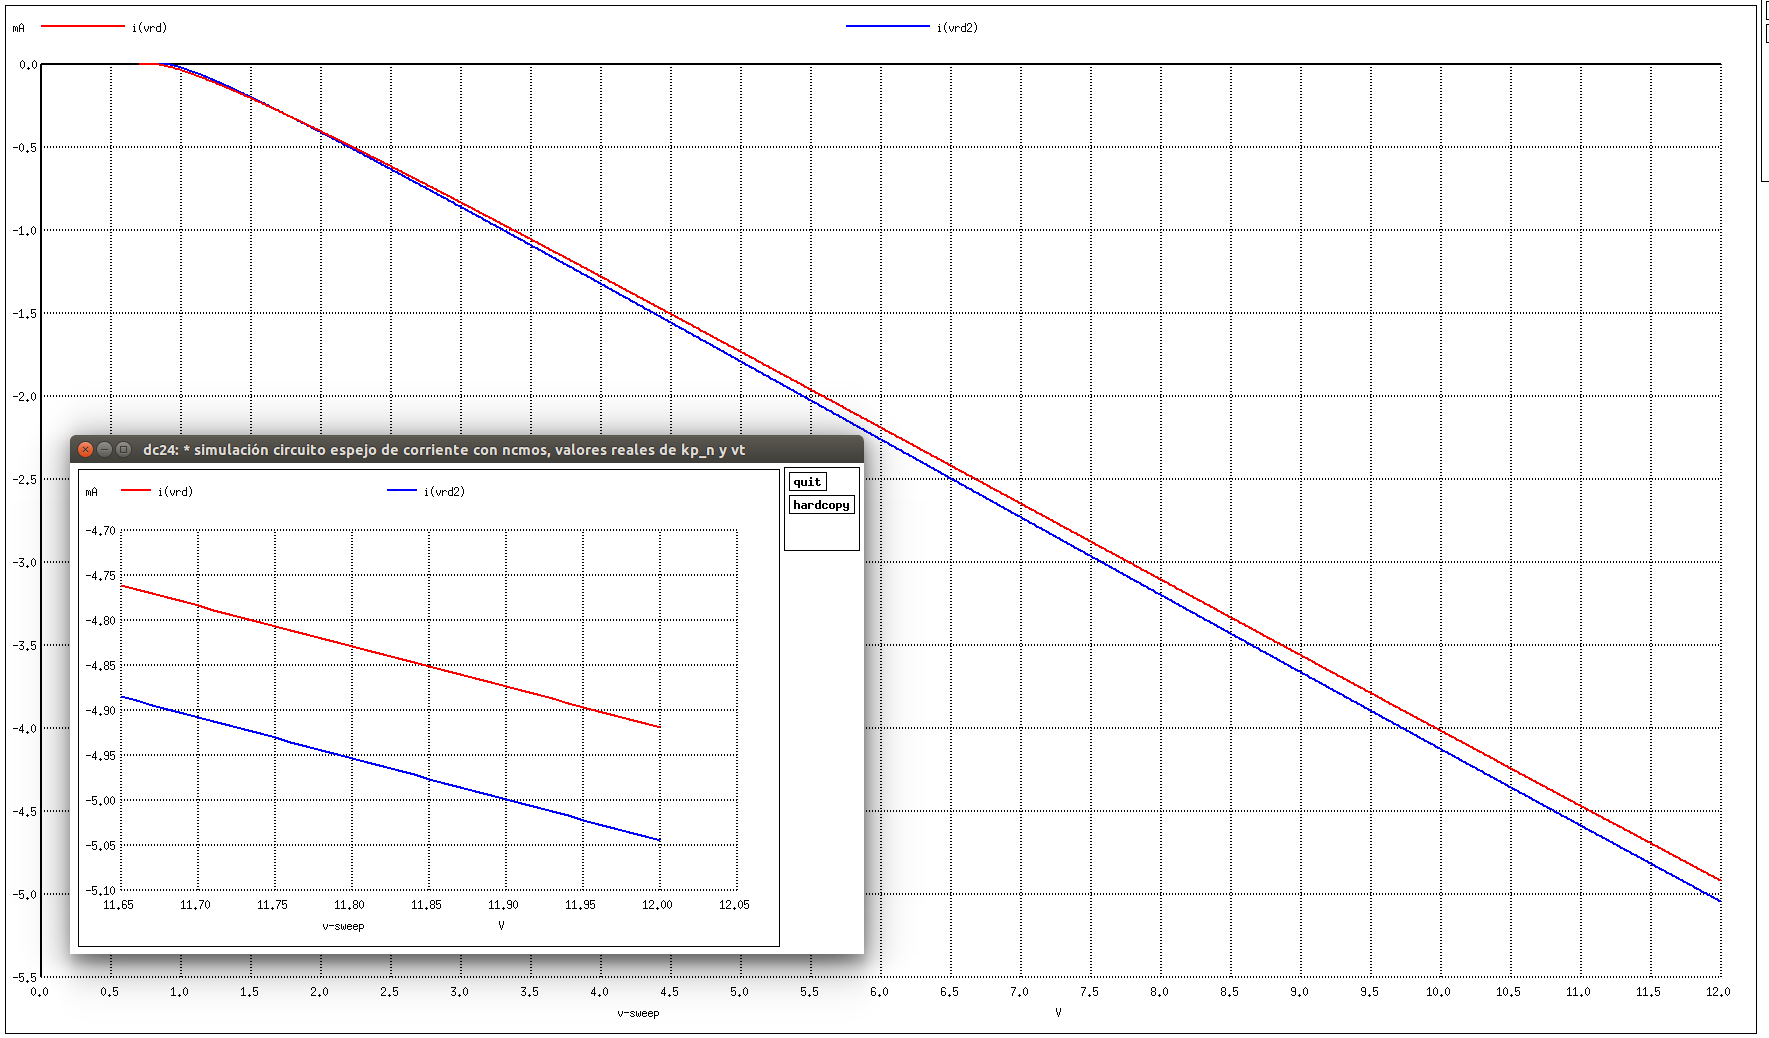 mA i(vrd) i(vrd2)
0.0
-0.5
-1.0
-1.5
-2.0
-2.5
-3.0
-3.5
-4.0
-4.5
-5.0
-5.5
0.0 0.5 1.0 1.5 2.0 2.5 3.0 3.5 4.0 4.5 5.0 5.5 6.0 6.5 7.0 7.5 8.0 8.5 9.0 9.5 10.0 10.5 11.0 11.5 12.0
v-sweep V
dc24: * simulación circuito espejo de corriente con ncmos, valores reales de kp_n y vt
mA i(vrd) i(vrd2)
quit
hardcopy
-4.70
-4.75
-4.80
-4.85
-4.90
-4.95
-5.00
-5.05
-5.10
11.65 11.70 11.75 11.80 11.85 11.90 11.95 12.00 12.05
v-sweep V